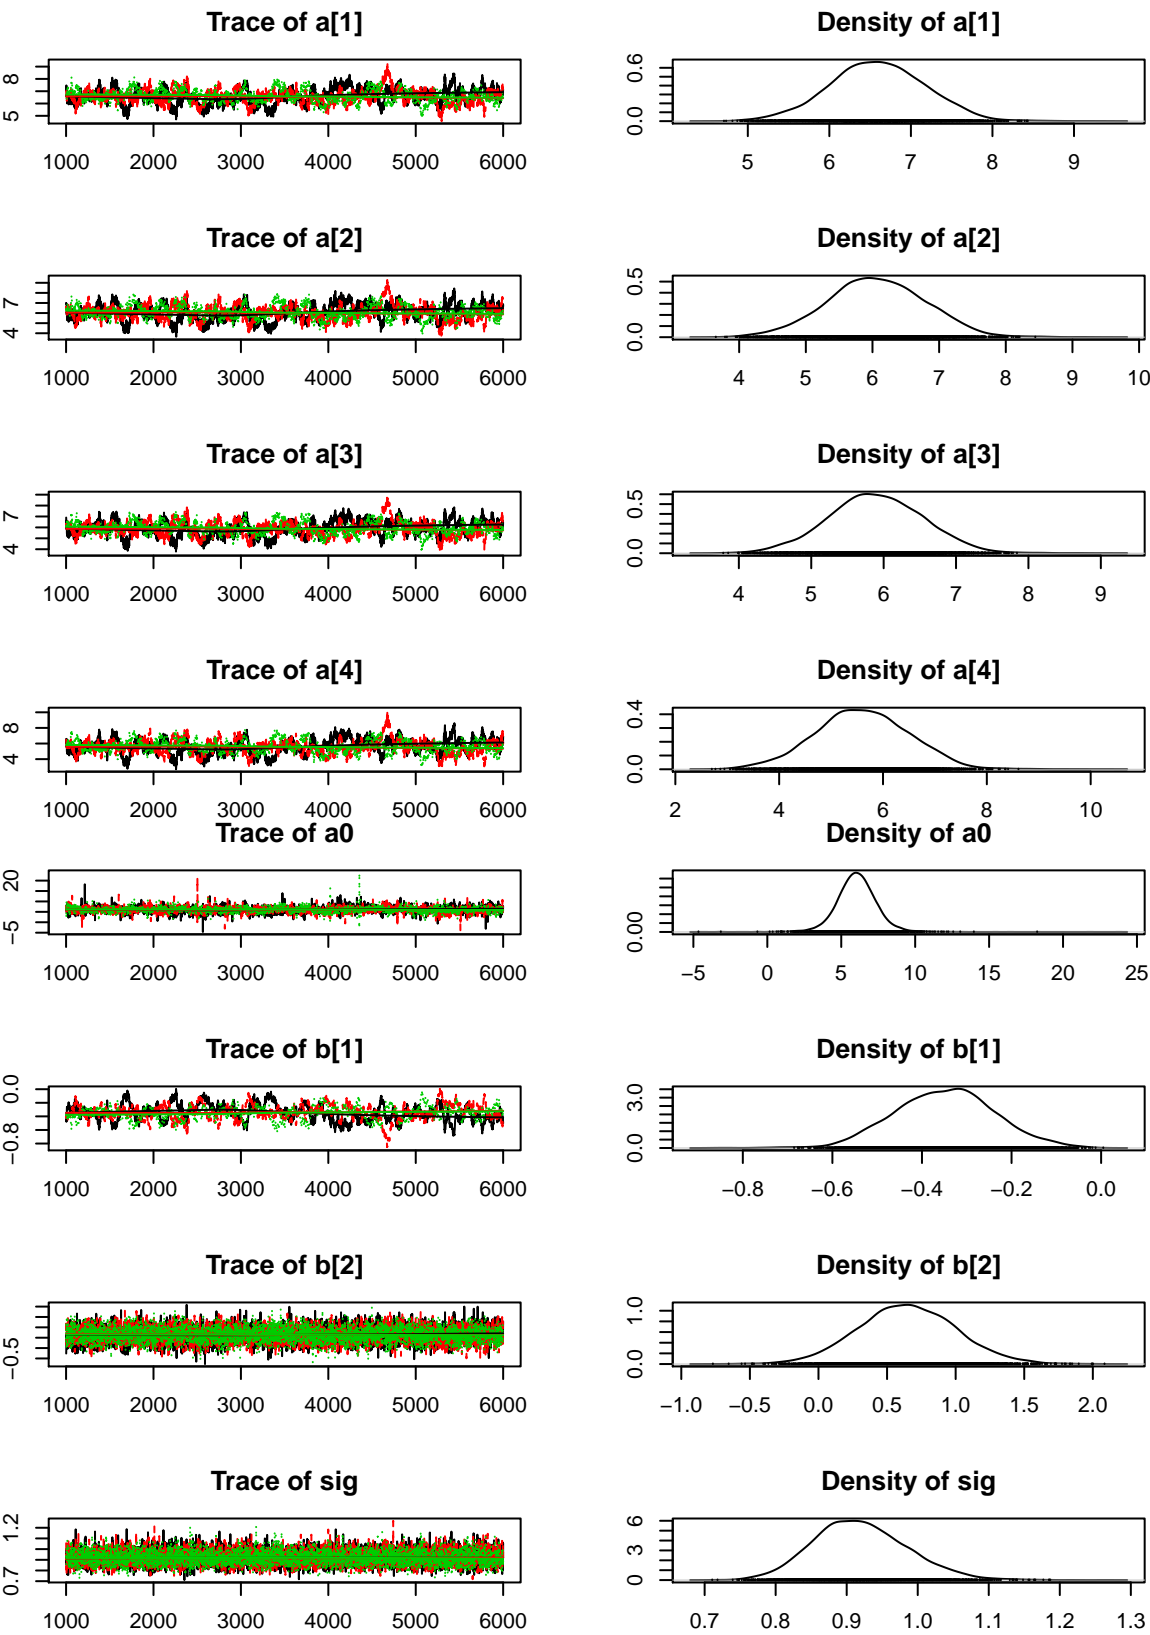 Trace of a[1] Density of a[1]
5 8 0.0 0.6
1000 2000 3000 4000 5000 6000 5 6 7 8 9
Trace of a[2] Density of a[2]
4 7 0.0 0.5
1000 2000 3000 4000 5000 6000 4 5 6 7 8 9 10
Trace of a[3] Density of a[3]
4 7 0.0 0.5
1000 2000 3000 4000 5000 6000 4 5 6 7 8 9
Trace of a[4] Density of a[4]
4 8 0.0 0.4
1000 2000 3000 4000 5000 6000 2 4 6 8 10
Trace of a0 Density of a0
−5 20 0.00
1000 2000 3000 4000 5000 6000 −5 0 5 10 15 20 25
Trace of b[1] Density of b[1]
−0.8 0.0 0.0 3.0
1000 2000 3000 4000 5000 6000 −0.8 −0.6 −0.4 −0.2 0.0
Trace of b[2] Density of b[2]
−0.5 0.0 1.0
1000 2000 3000 4000 5000 6000 −1.0 −0.5 0.0 0.5 1.0 1.5 2.0
Trace of sig Density of sig
0.7 1.2 0 3 6
1000 2000 3000 4000 5000 6000 0.7 0.8 0.9 1.0 1.1 1.2 1.3